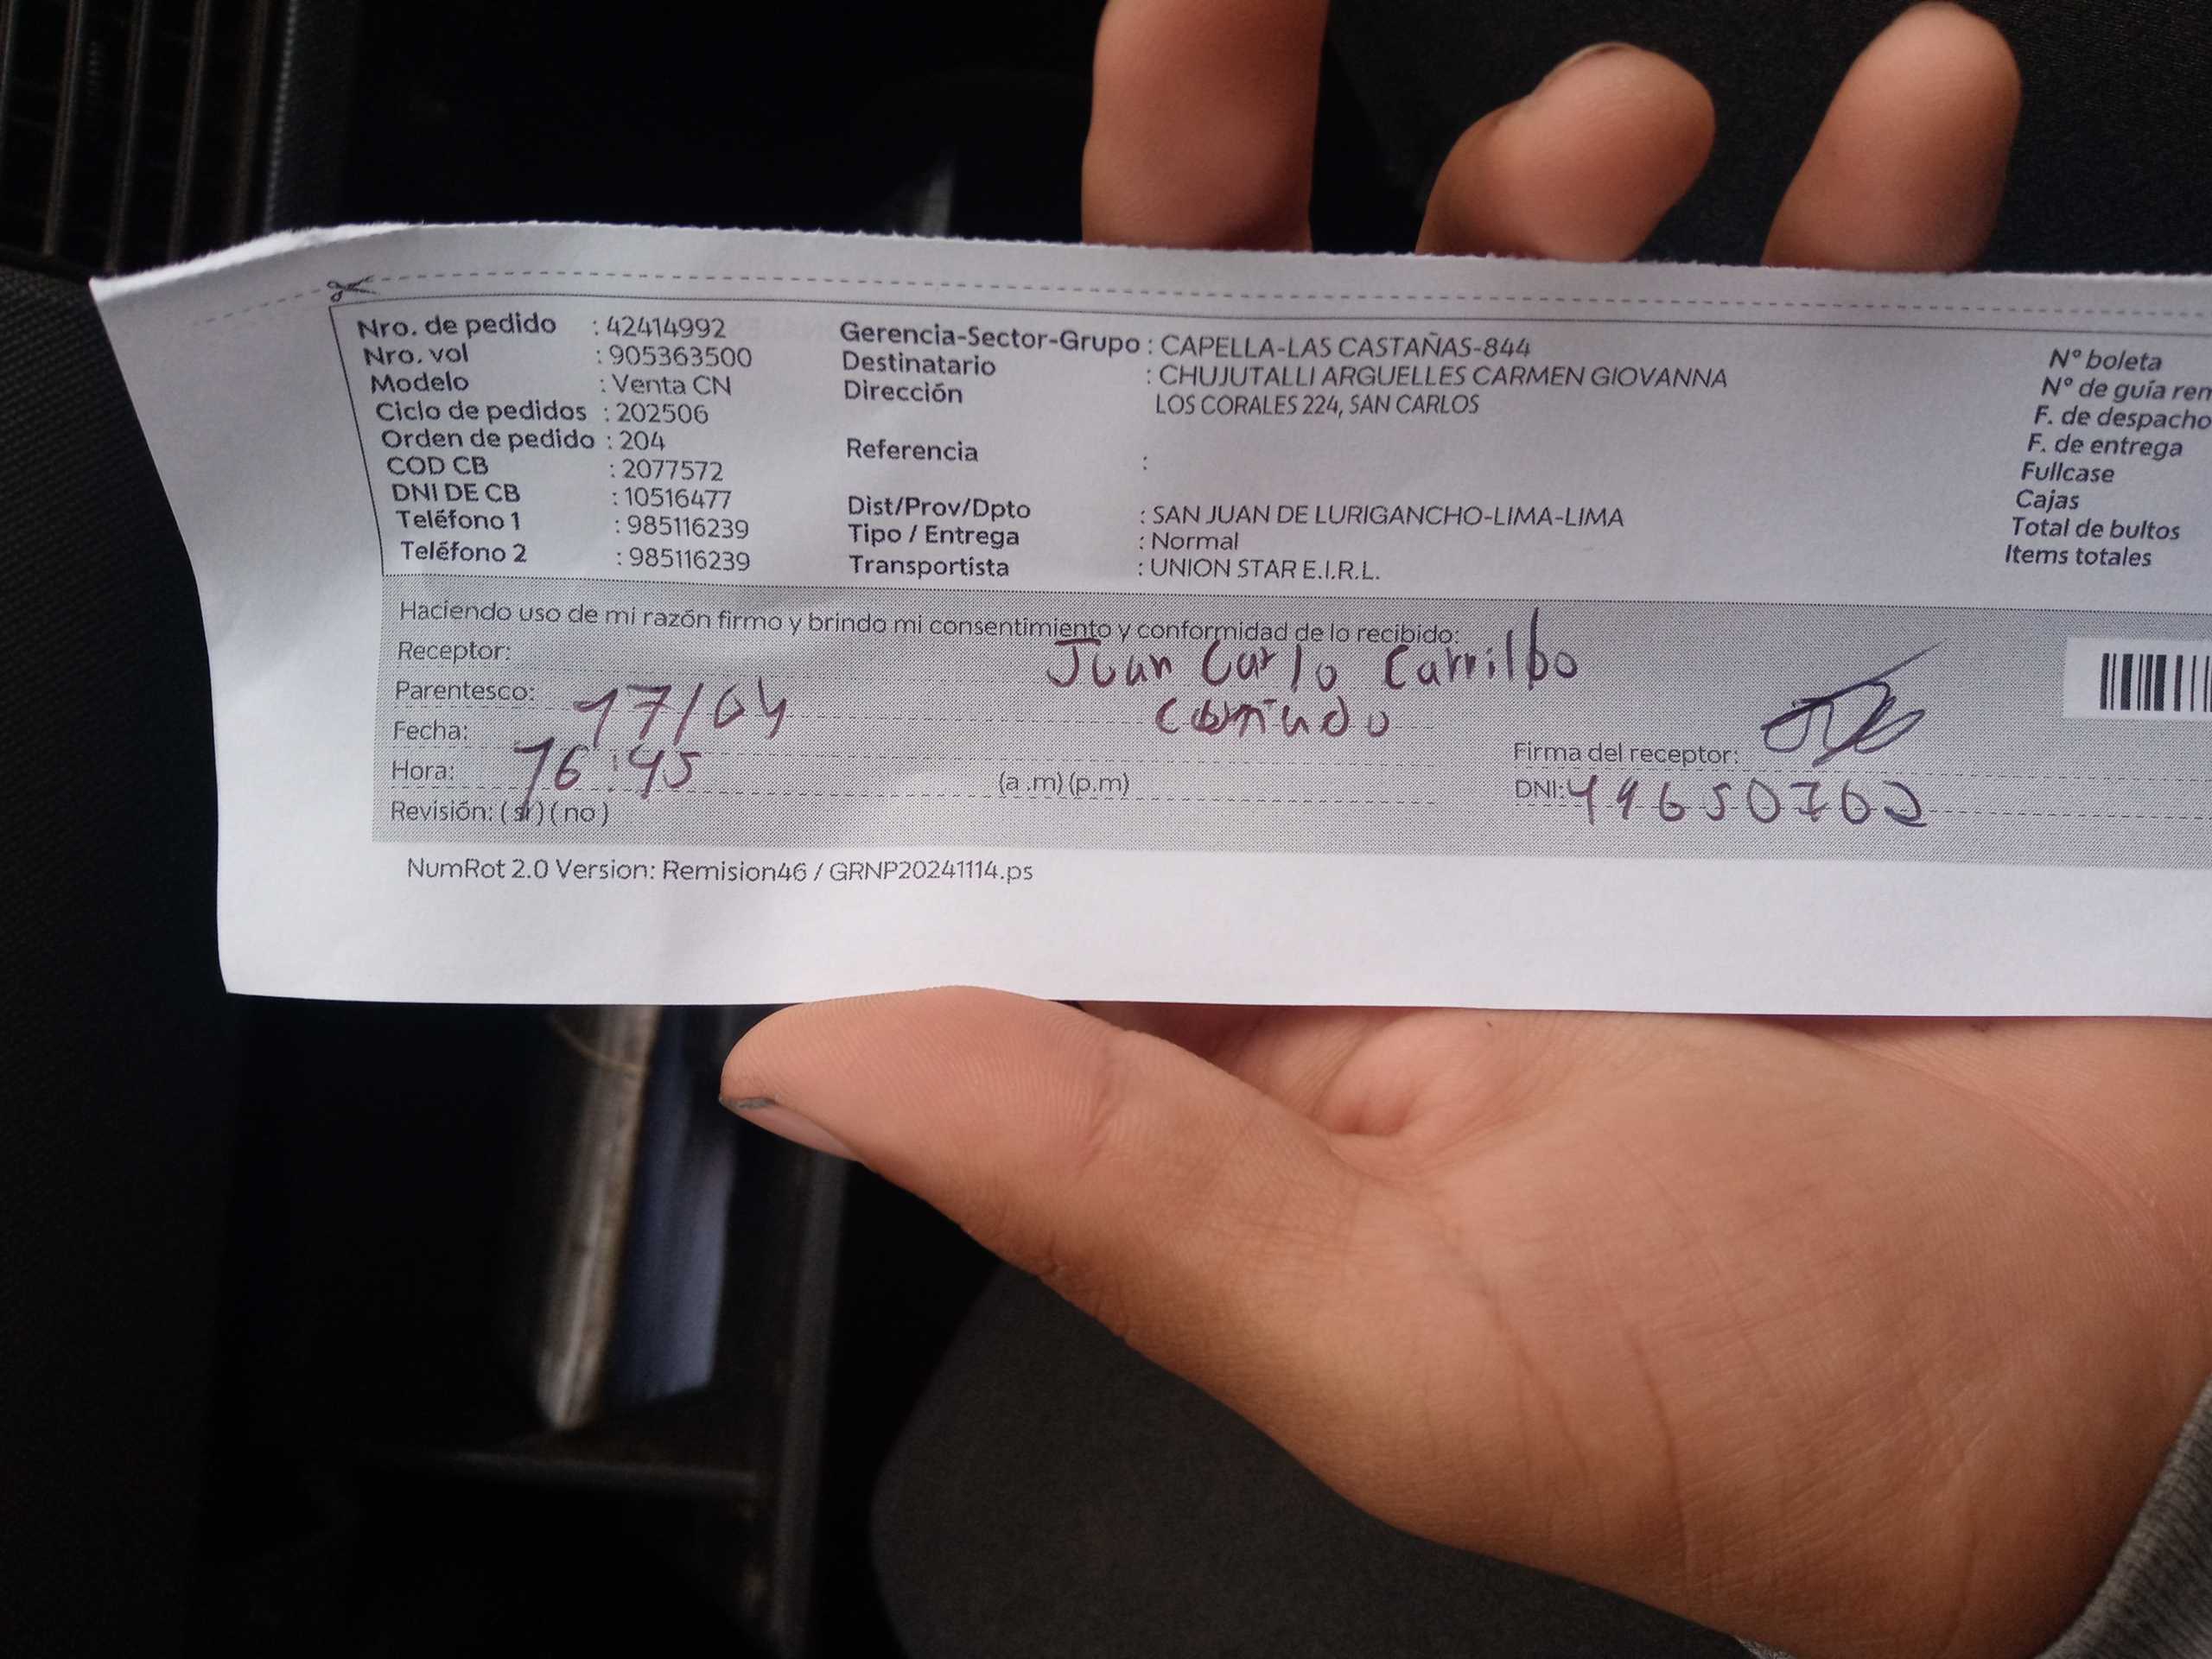 Nro. de pedido : 42414992
Nro. vol : 905363500
Modelo : Venta CN
Ciclo de pedidos : 202506
Orden de pedido : 204
COD CB : 2077572
DNI DE CB : 10516477
Teléfono 1 : 985116239
Teléfono 2 : 985116239
Gerencia-Sector-Grupo : CAPELLA-LAS CASTAÑAS-844
Destinatario : CHUJUTALLI ARGUELLES CARMEN GIOVANNA
Dirección LOS CORALES 224, SAN CARLOS
Referencia :
Dist/Prov/Dpto : SAN JUAN DE LURIGANCHO-LIMA-LIMA
Tipo / Entrega : Normal
Transportista : UNION STAR E.I.R.L.
Nº boleta
Nº de guía rem
F. de despacho
F. de entrega
Fullcase
Cajas
Total de bultos
Items totales
Haciendo uso de mi razón firmo y brindo mi consentimiento y conformidad de lo recibido:
Receptor: Juan Carlo
Parentesco:
Fecha: 17/04
Hora: 16:45 (a .m) (p.m)
Revisión: ( si ) ( no )
Firma del receptor:
DNI:
NumRot 2.0 Version: Remision46 / GRNP20241114.ps